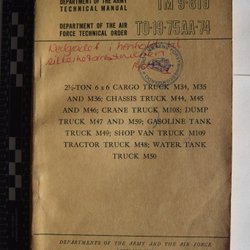 DEPARTMENT OF THE ARMY
TECHNICAL MANUAL
TM 9-819
DEPARTMENT OF THE AIR
FORCE TECHNICAL ORDER
TO-19-75AA-74
2½-TON 6 x 6 CARGO TRUCK M34, M35
AND M36; CHASSIS TRUCK M44, M45
AND M46; CRANE TRUCK M108; DUMP
TRUCK M47 AND M59; GASOLINE TANK
TRUCK M49; SHOP VAN TRUCK M109
TRACTOR TRUCK M48; WATER TANK
TRUCK M50
DEPARTMENTS OF THE ARMY AND THE AIR FORCE